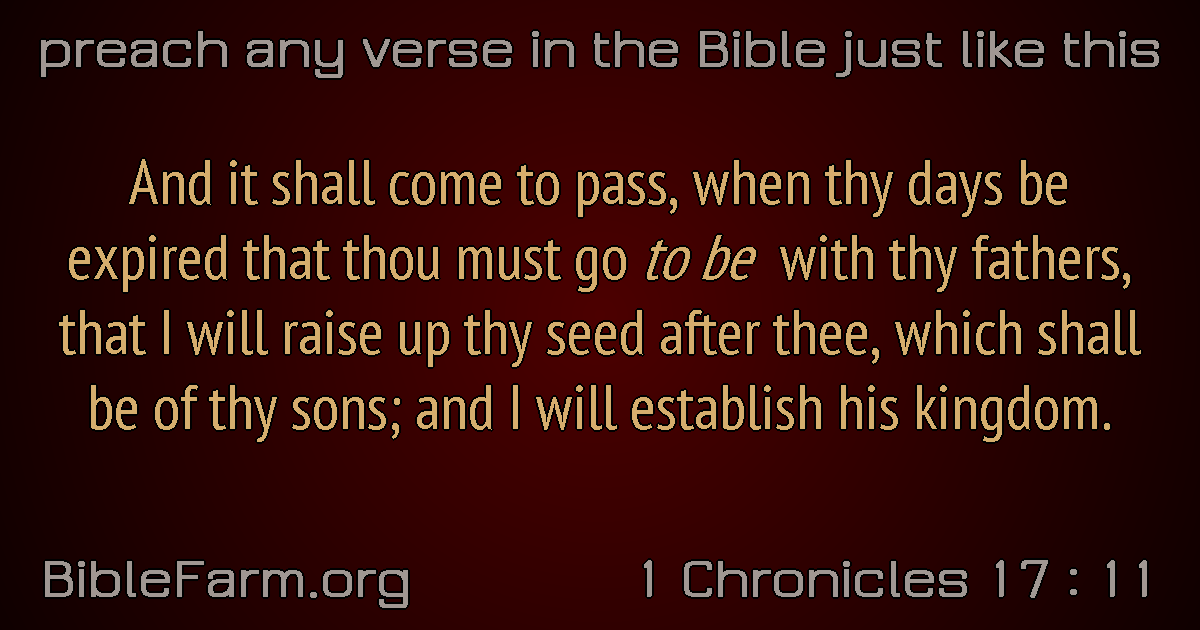 preach any verse in the Bible just like this
And it shall come to pass, when thy days be
expired that thou must go to be with thy fathers,
that I will raise up thy seed after thee, which shall
be of thy sons; and I will establish his kingdom.
BibleFarm.org
1 Chronicles 17 : 11